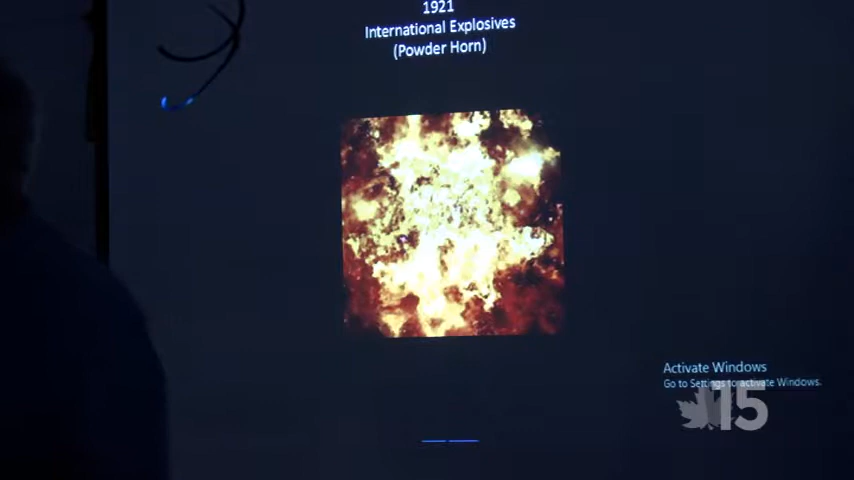 1921
International Explosives
(Powder Horn)
Activate Windows
Go to Settings to activate Windows.
15